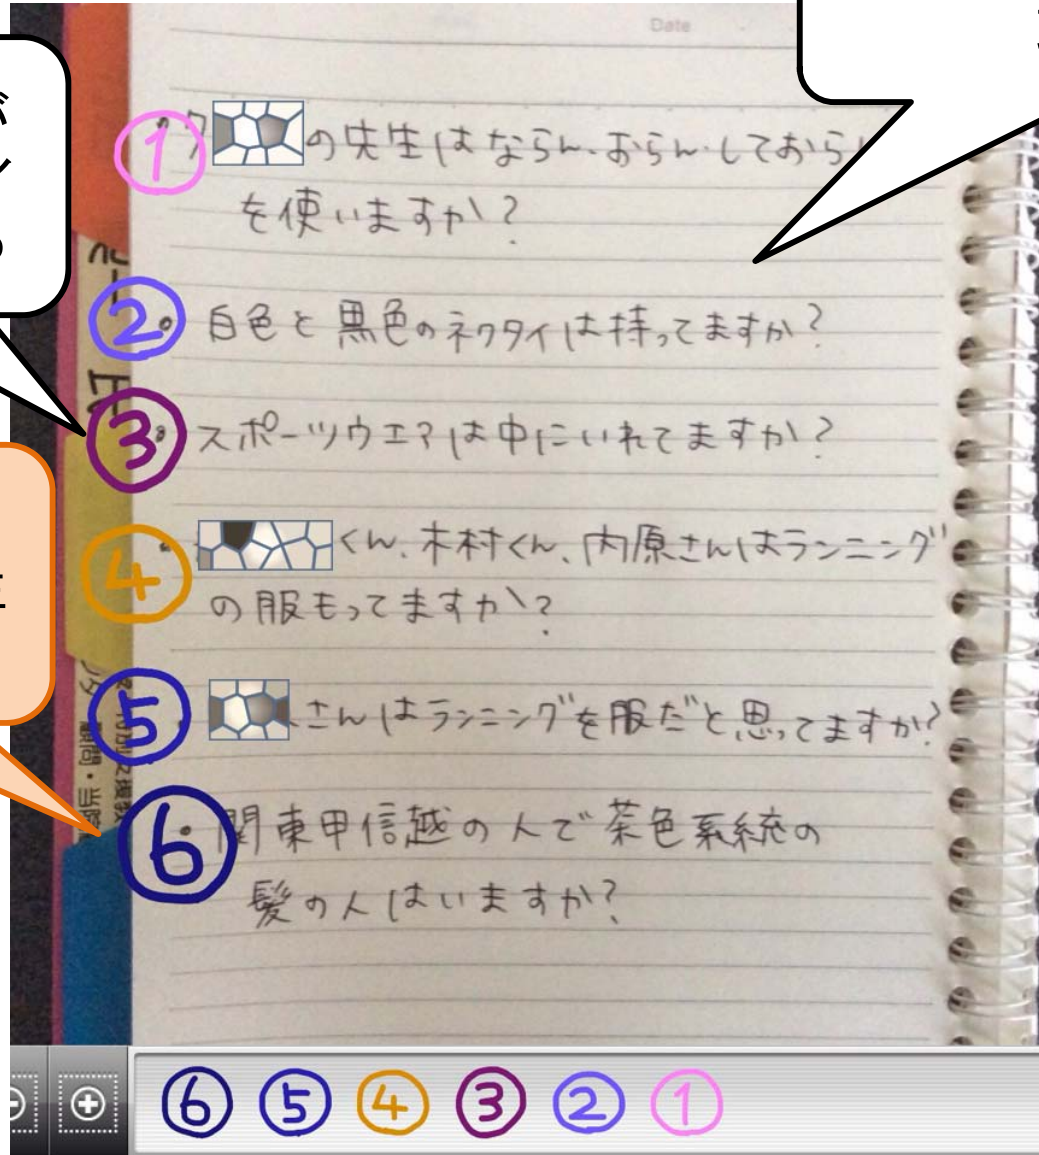 Date
が
① の先生はならん、おらん、しておら
を使いますか?
② 白色と黒色のネクタイは持ってますか?
③ スポーツウエアは中にいれてますか?
④ くん、木村くん、内原さんはランニング
の服もってますか?
⑤ さんはランニングを服だと思ってますか?
⑥ 関東甲信越の人で茶色系統の
髪の人はいますか?
顧問・当院
⑥ ⑤ ④ ③ ② ①